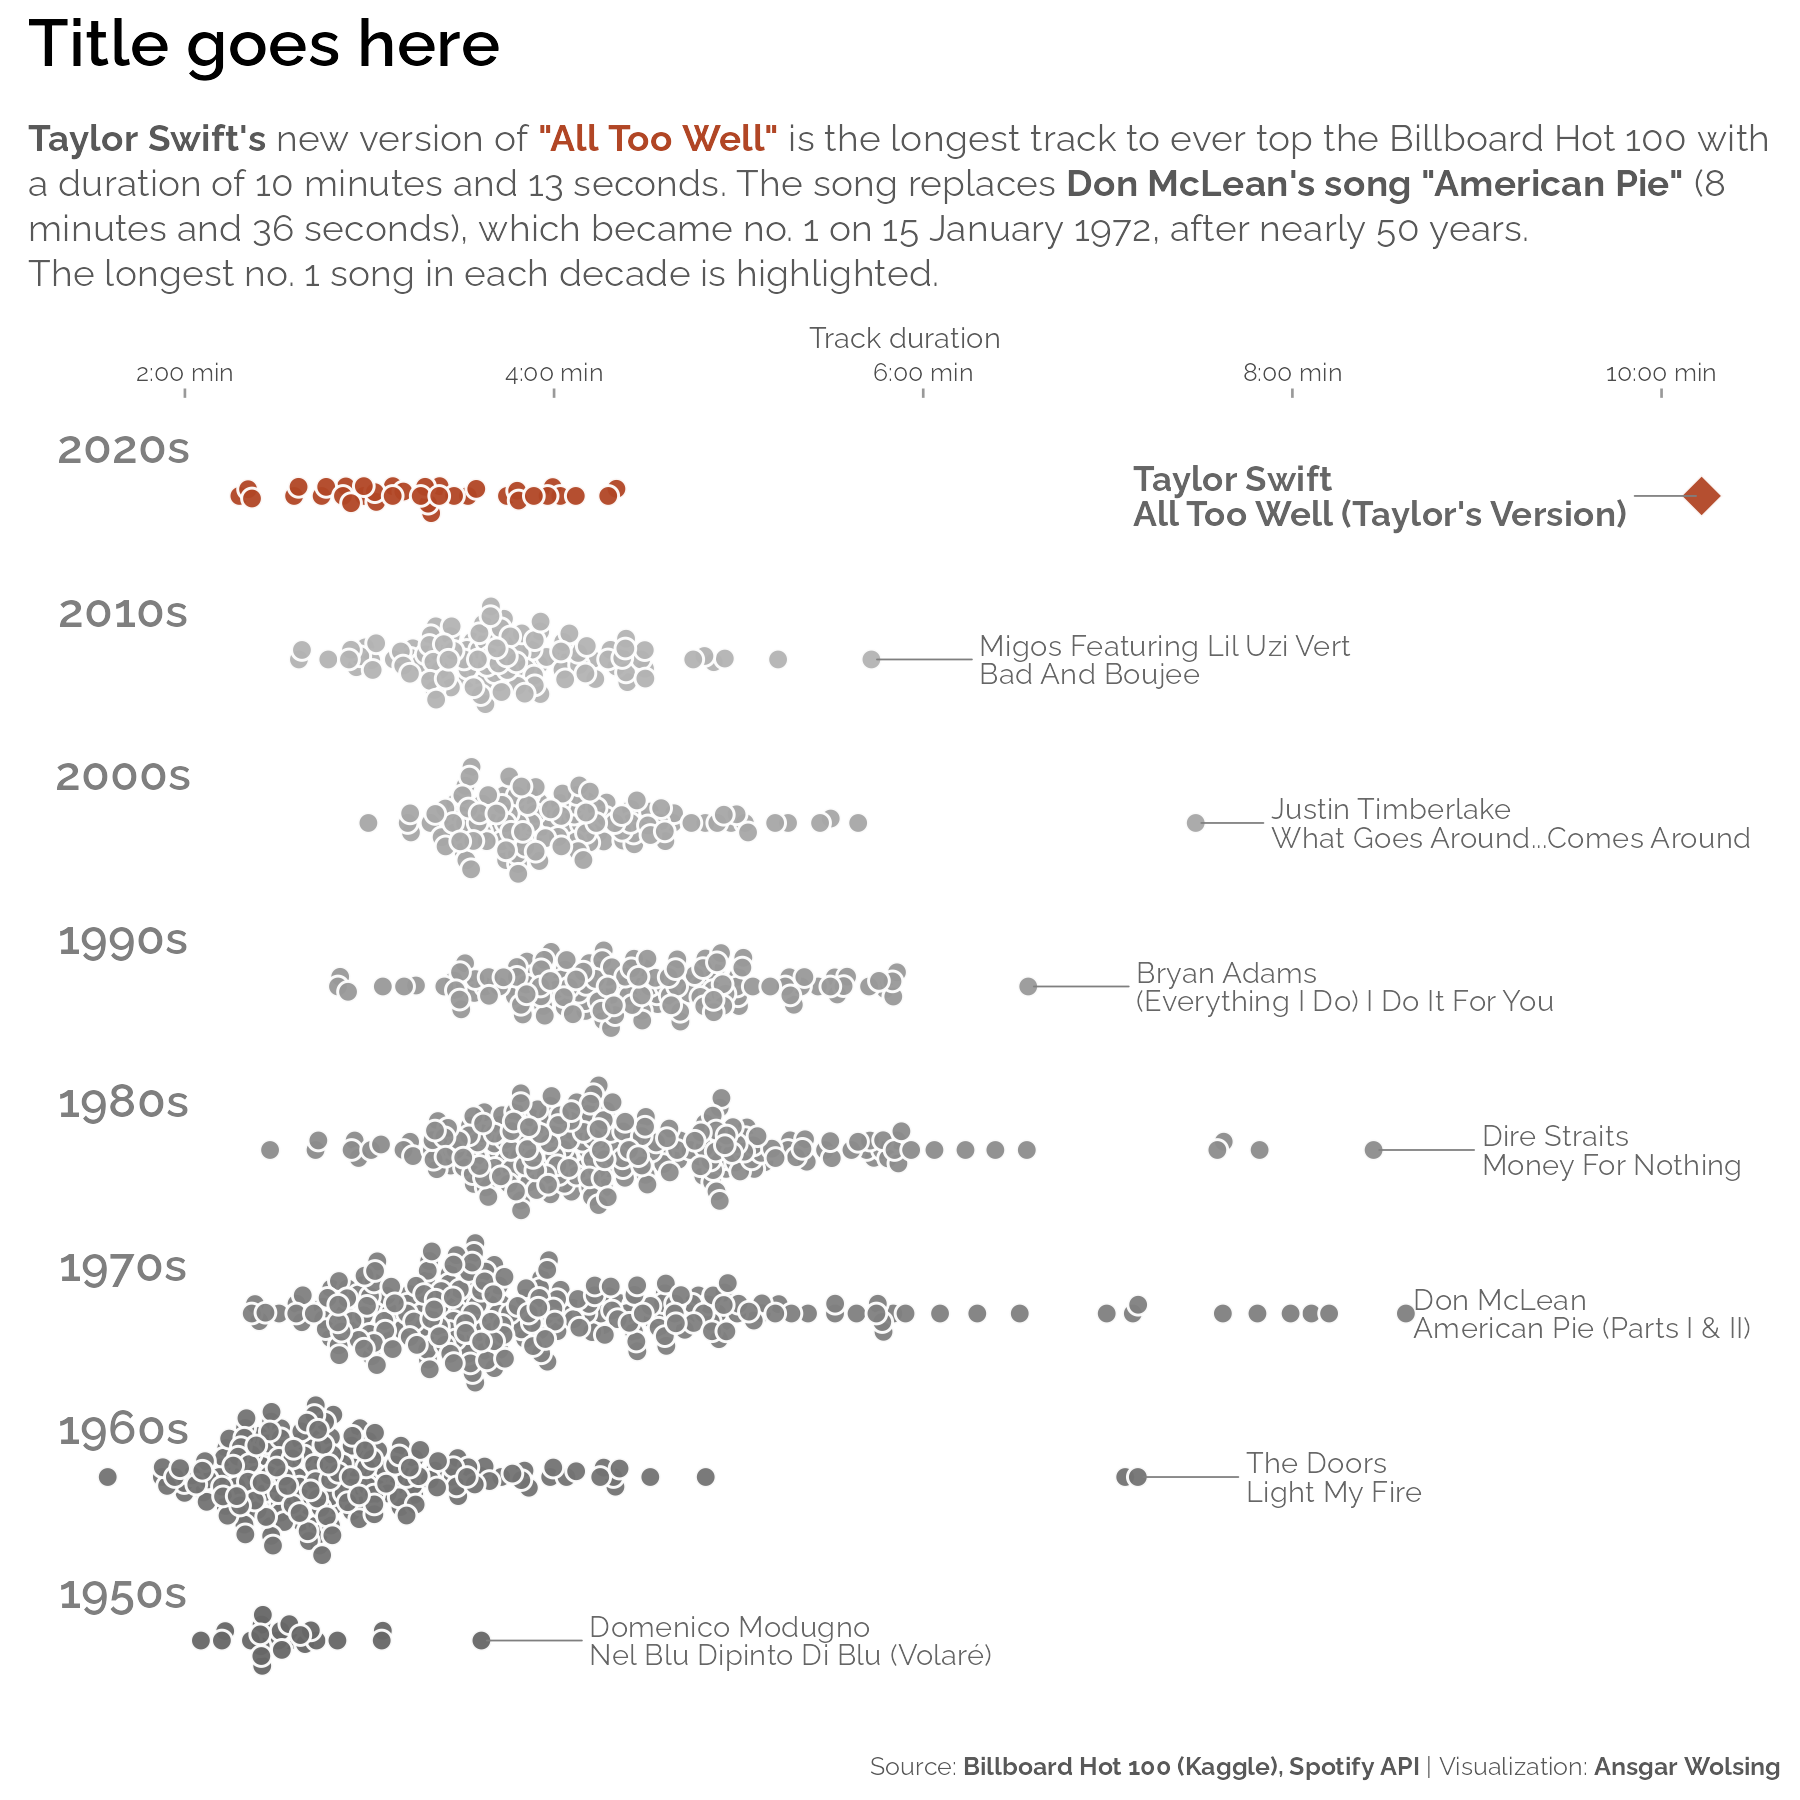 Title goes here
Taylor Swift's new version of "All Too Well" is the longest track to ever top the Billboard Hot 100 with
a duration of 10 minutes and 13 seconds. The song replaces Don McLean's song "American Pie" (8
minutes and 36 seconds), which became no. 1 on 15 January 1972, after nearly 50 years.
The longest no. 1 song in each decade is highlighted.
Track duration
2:00 min 4:00 min 6:00 min 8:00 min 10:00 min
2020s
Taylor Swift
All Too Well (Taylor's Version)
2010s
Migos Featuring Lil Uzi Vert
Bad And Boujee
2000s
Justin Timberlake
What Goes Around...Comes Around
1990s
Bryan Adams
(Everything I Do) I Do It For You
1980s
Dire Straits
Money For Nothing
1970s
Don McLean
American Pie (Parts I & II)
1960s
The Doors
Light My Fire
1950s
Domenico Modugno
Nel Blu Dipinto Di Blu (Volaré)
Source: Billboard Hot 100 (Kaggle), Spotify API | Visualization: Ansgar Wolsing